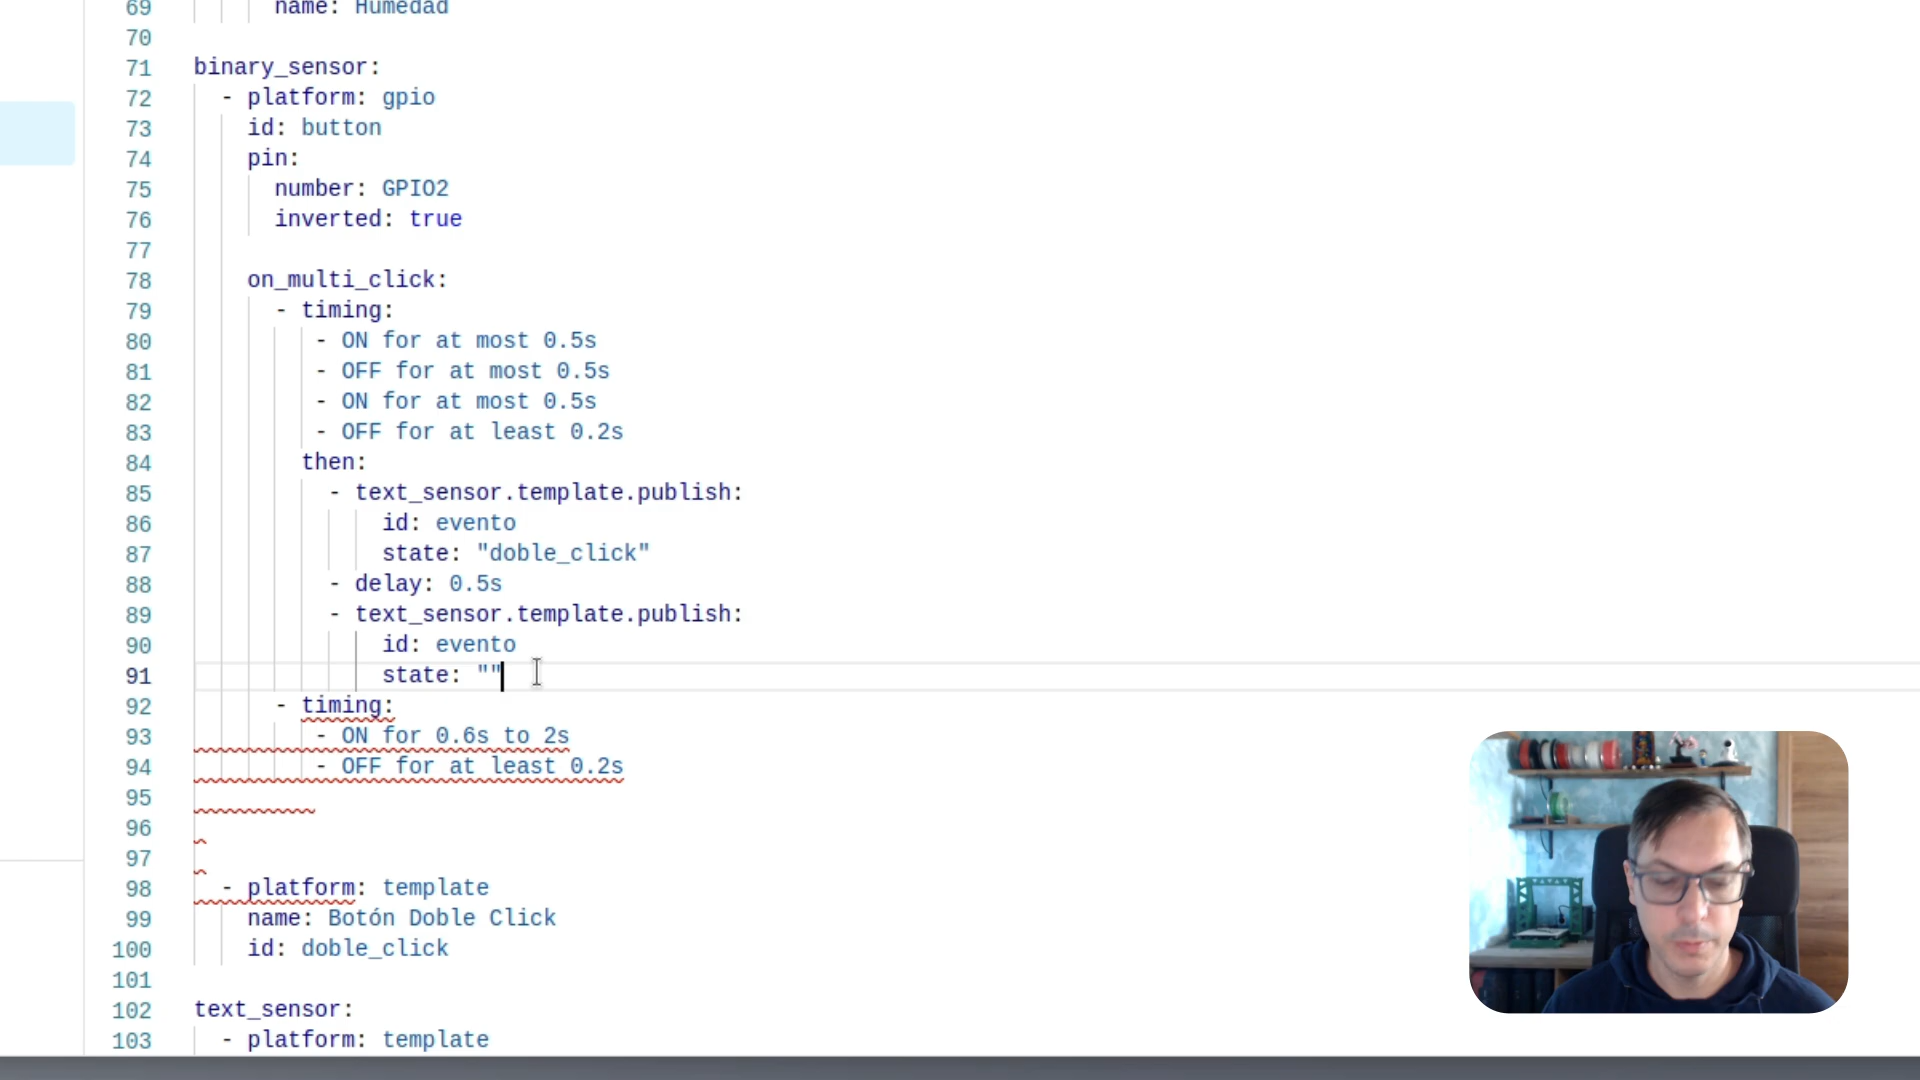 69 name: Humedad
70
71 binary_sensor:
72 - platform: gpio
73 id: button
74 pin:
75 number: GPIO2
76 inverted: true
77
78 on_multi_click:
79 - timing:
80 - ON for at most 0.5s
81 - OFF for at most 0.5s
82 - ON for at most 0.5s
83 - OFF for at least 0.2s
84 then:
85 - text_sensor.template.publish:
86 id: evento
87 state: "doble_click"
88 - delay: 0.5s
89 - text_sensor.template.publish:
90 id: evento
91 state: ""
92 - timing:
93 - ON for 0.6s to 2s
94 - OFF for at least 0.2s
95
96
97
98 - platform: template
99 name: Botón Doble Click
100 id: doble_click
101
102 text_sensor:
103 - platform: template